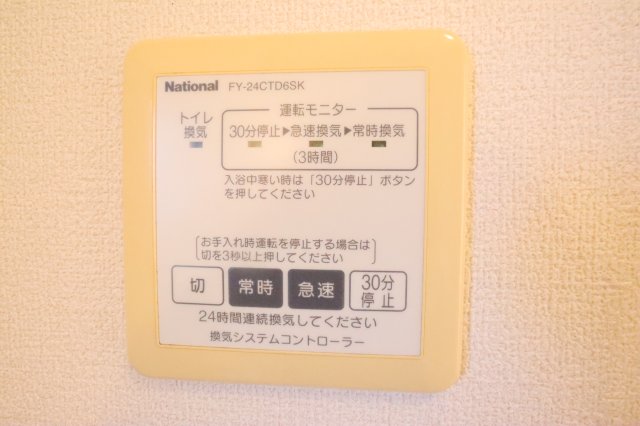 National FY-24CTD6SK
トイレ
換気
運転モニター
30分停止▶急速換気▶常時換気
(3時間)
入浴中寒い時は「30分停止」ボタン
を押してください
お手入れ時運転を停止する場合は
切を3秒以上押してください
切 常時 急速 30分
停止
24時間連続換気してください
換気システムコントローラー